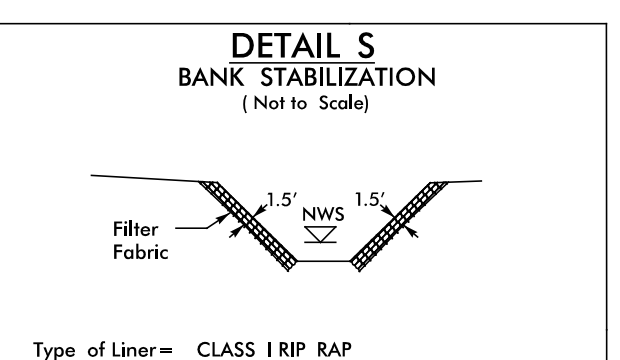 DETAIL S
BANK STABILIZATION
( Not to Scale)
1.5'
1.5'
NWS
Filter
Fabric
Type of Liner = CLASS I RIP RAP